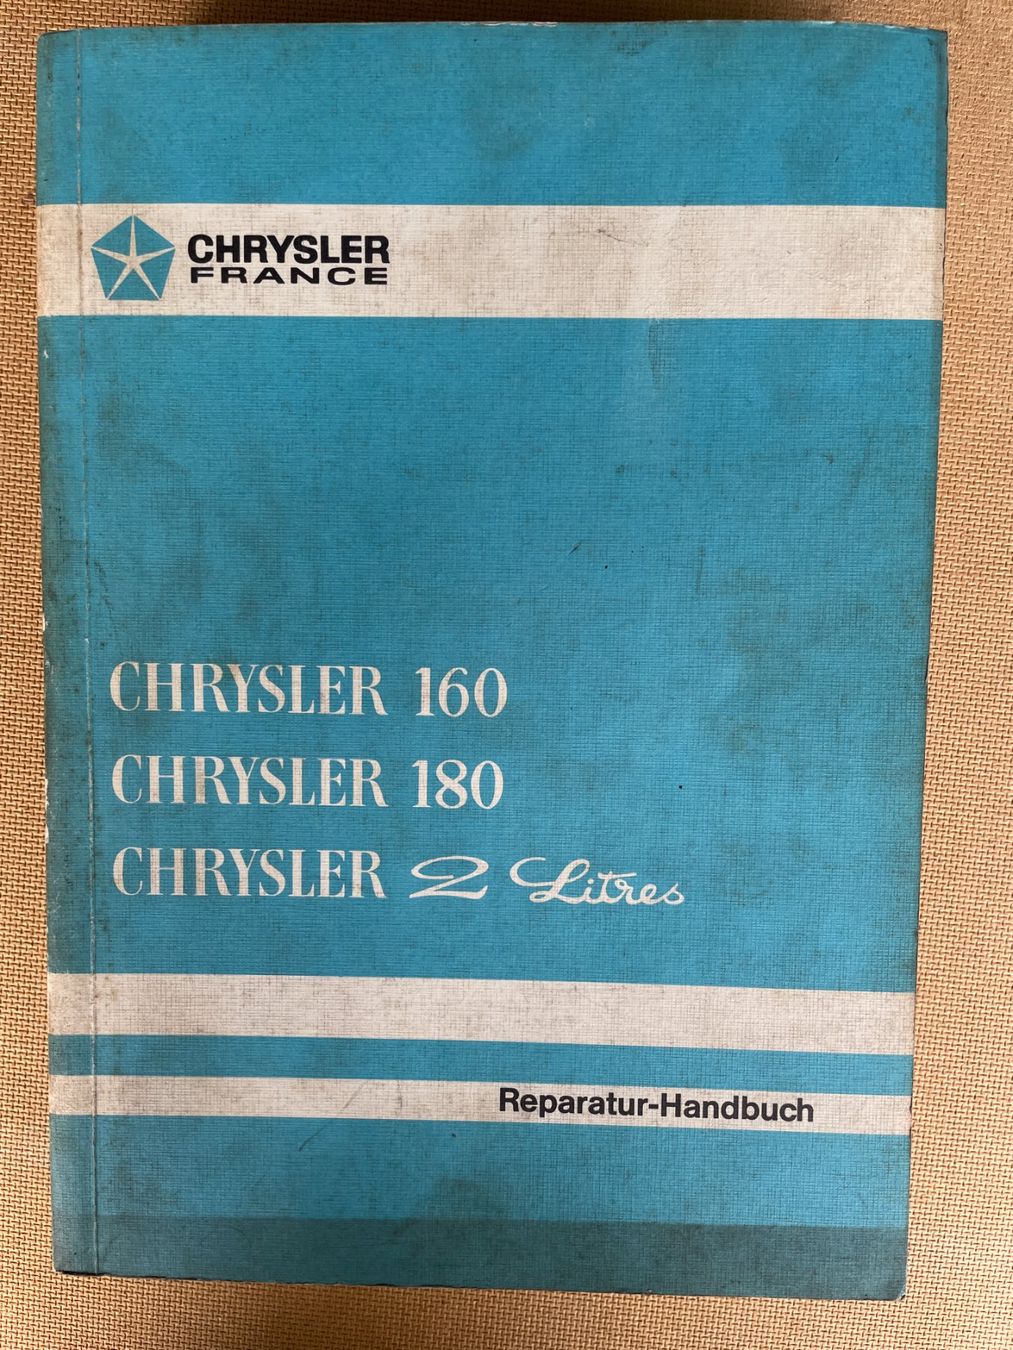 CHRYSLER
FRANCE
CHRYSLER 160
CHRYSLER 180
CHRYSLER 2 Litres
Reparatur-Handbuch